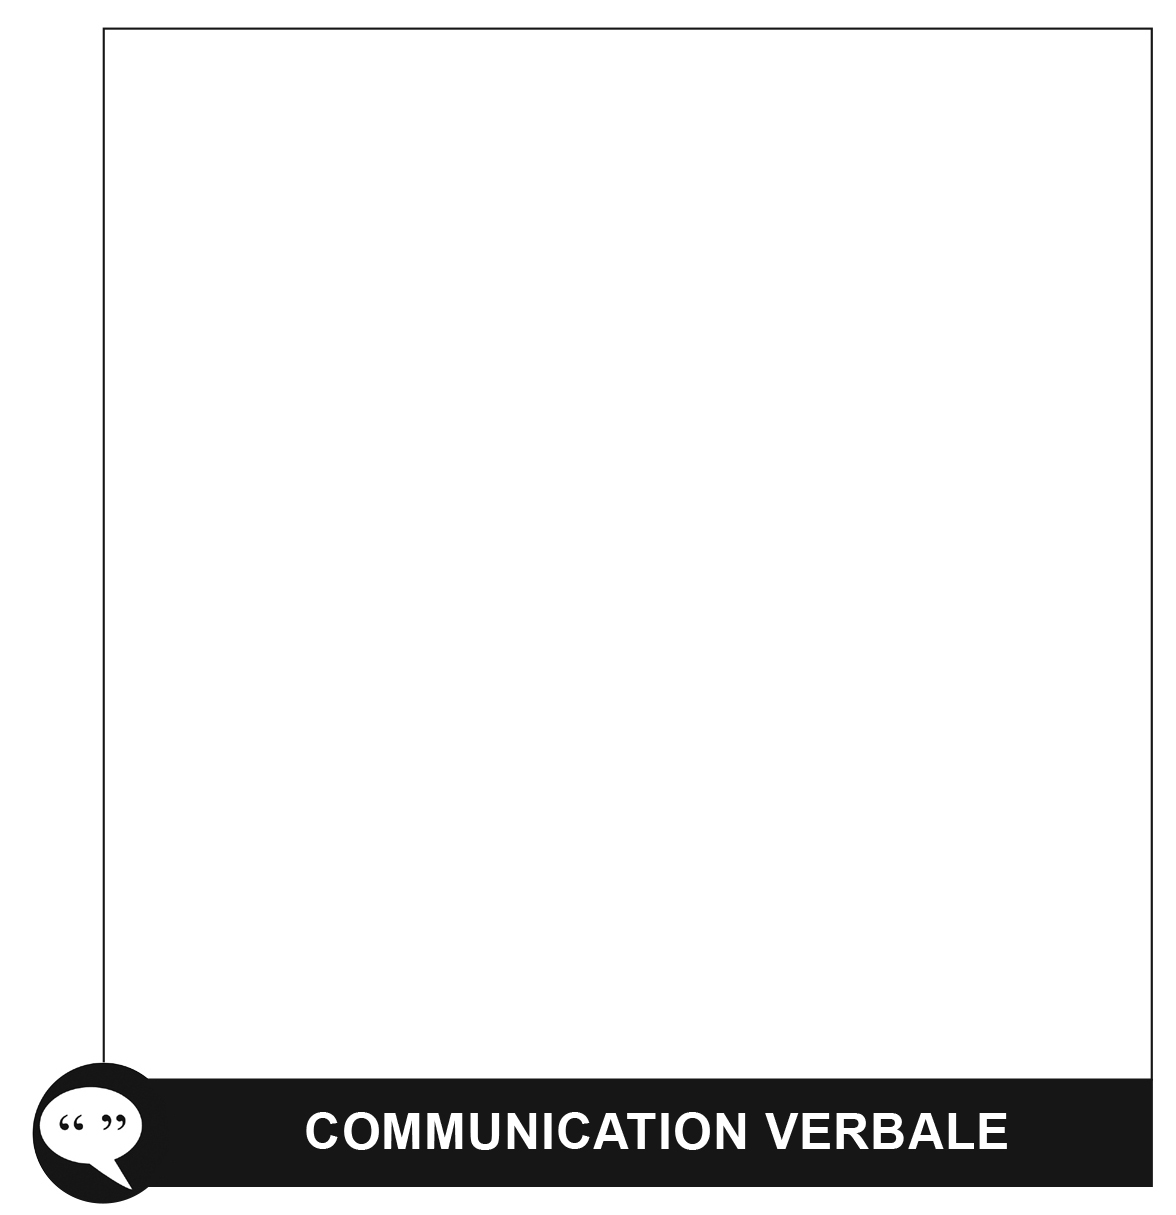 “ ”
COMMUNICATION VERBALE